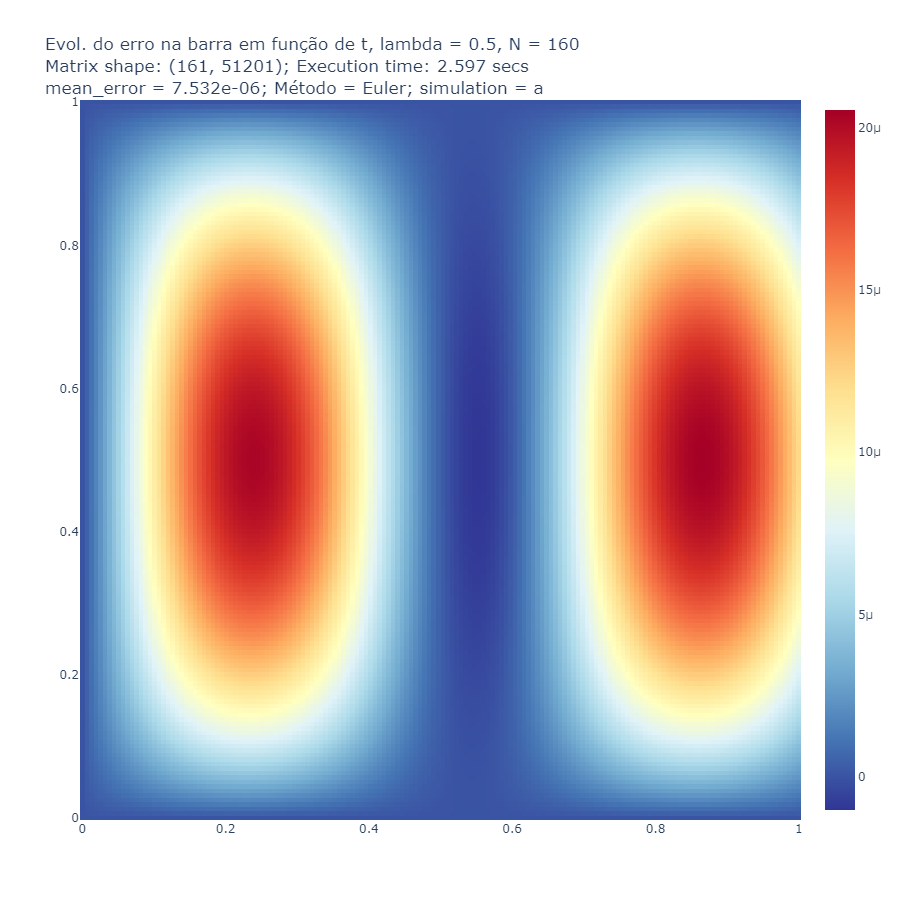 Evol. do erro na barra em função de t, lambda = 0.5, N = 160
Matrix shape: (161, 51201); Execution time: 2.597 secs
mean_error = 7.532e-06; Método = Euler; simulation = a
1
0.8
0.6
0.4
0.2
0
0 0.2 0.4 0.6 0.8 1
20μ
15μ
10μ
5μ
0